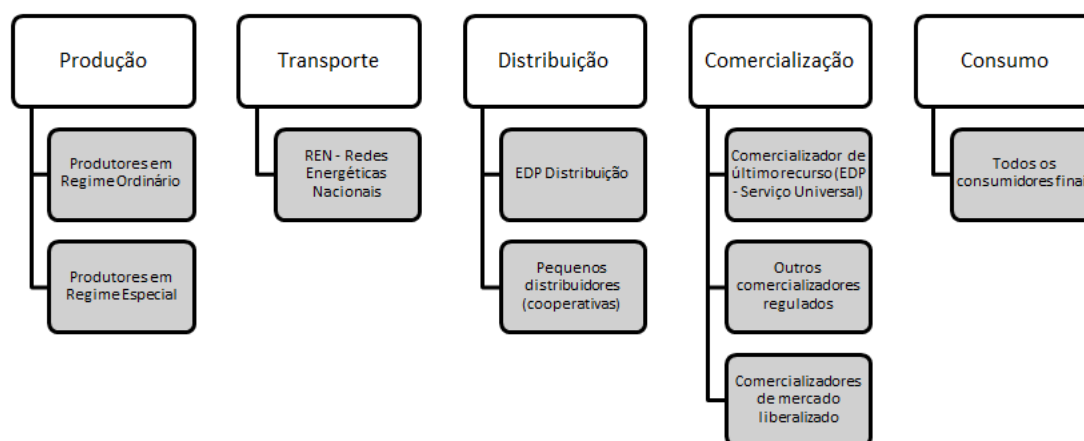 Produção
Produtores em
Regime Ordinário
Produtores em
Regime Especial
Transporte
REN - Redes
Energéticas
Nacionais
Distribuição
EDP Distribuição
Pequenos
distribuidores
(cooperativas)
Comercialização
Comercializador de
último recurso (EDP
- Serviço Universal)
Outros
comercializadores
regulados
Comercializadores
de mercado
liberalizado
Consumo
Todos os
consumidores finai